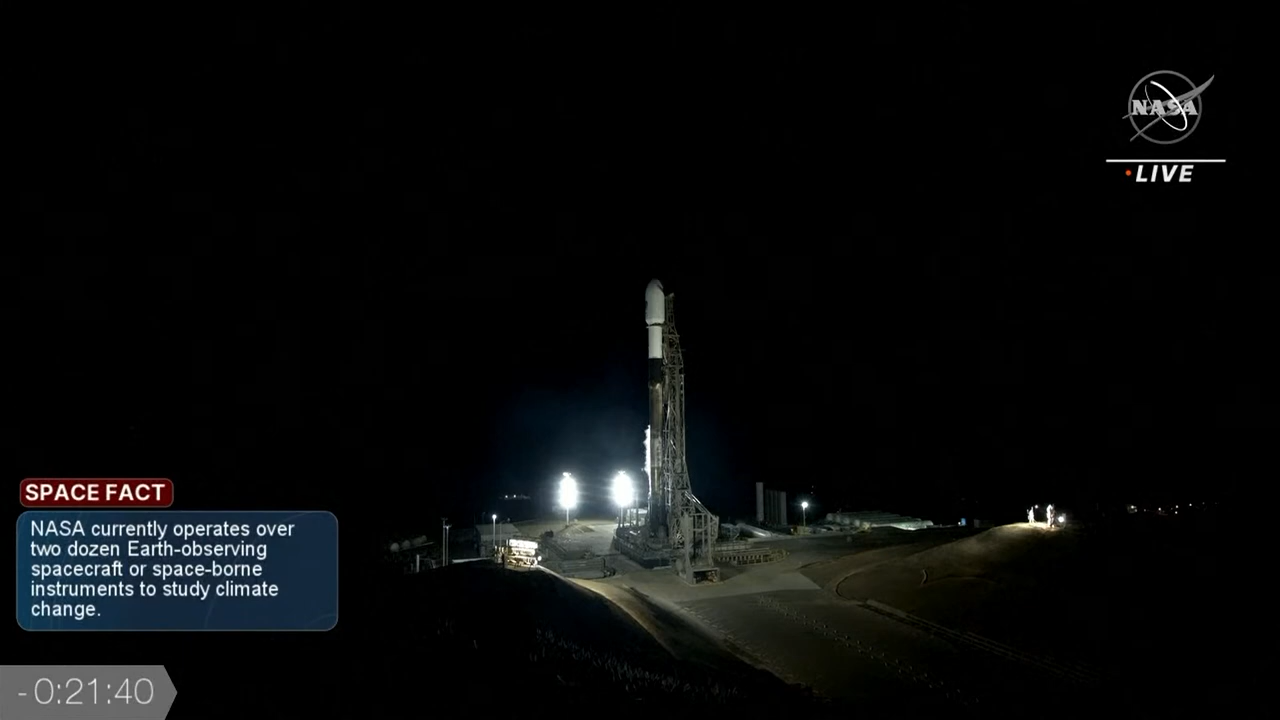 NASA
LIVE
SPACE FACT
NASA currently operates over
two dozen Earth-observing
spacecraft or space-borne
instruments to study climate
change.
-0:21:40